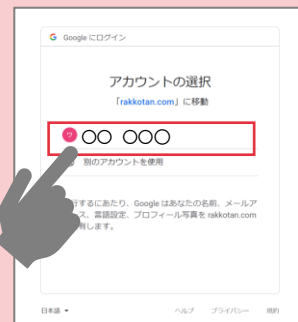 Google にログイン
アカウントの選択
「rakkotan.com」に移動
ワ 〇〇 〇〇〇
別のアカウントを使用
行するにあたり、Google はあなたの名前、メールア
ス、言語設定、プロフィール写真を rakkotan.com
有します。
日本語
ヘルプ プライバシー 規約